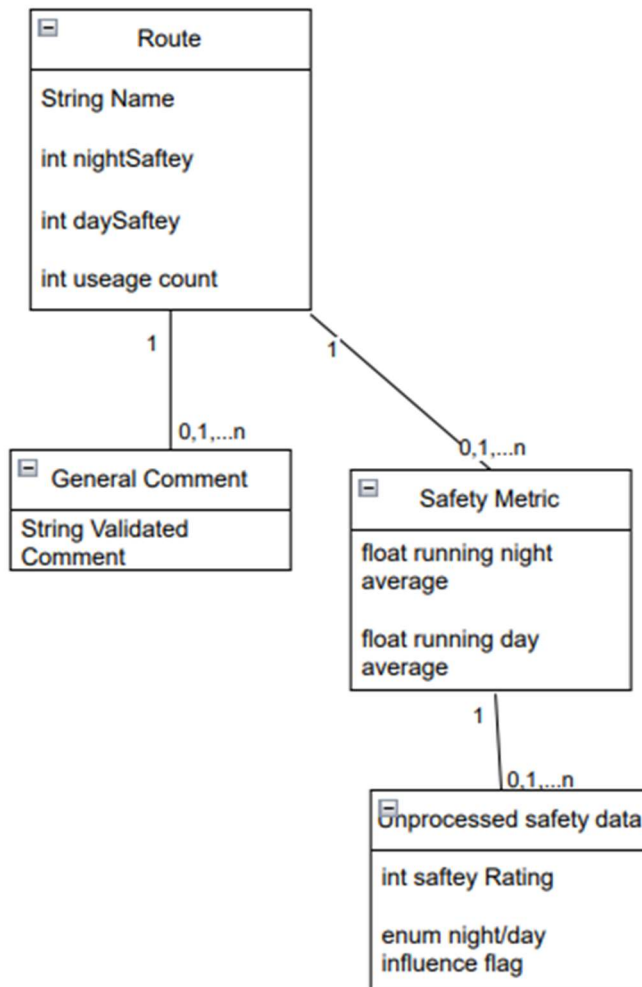 Route
String Name
int nightSaftey
int daySaftey
int useage count
1
1
0,1,...n
0,1,...n
General Comment
String Validated
Comment
Safety Metric
float running night
average
float running day
average
1
0,1,...n
Unprocessed safety data
int saftey Rating
enum night/day
influence flag